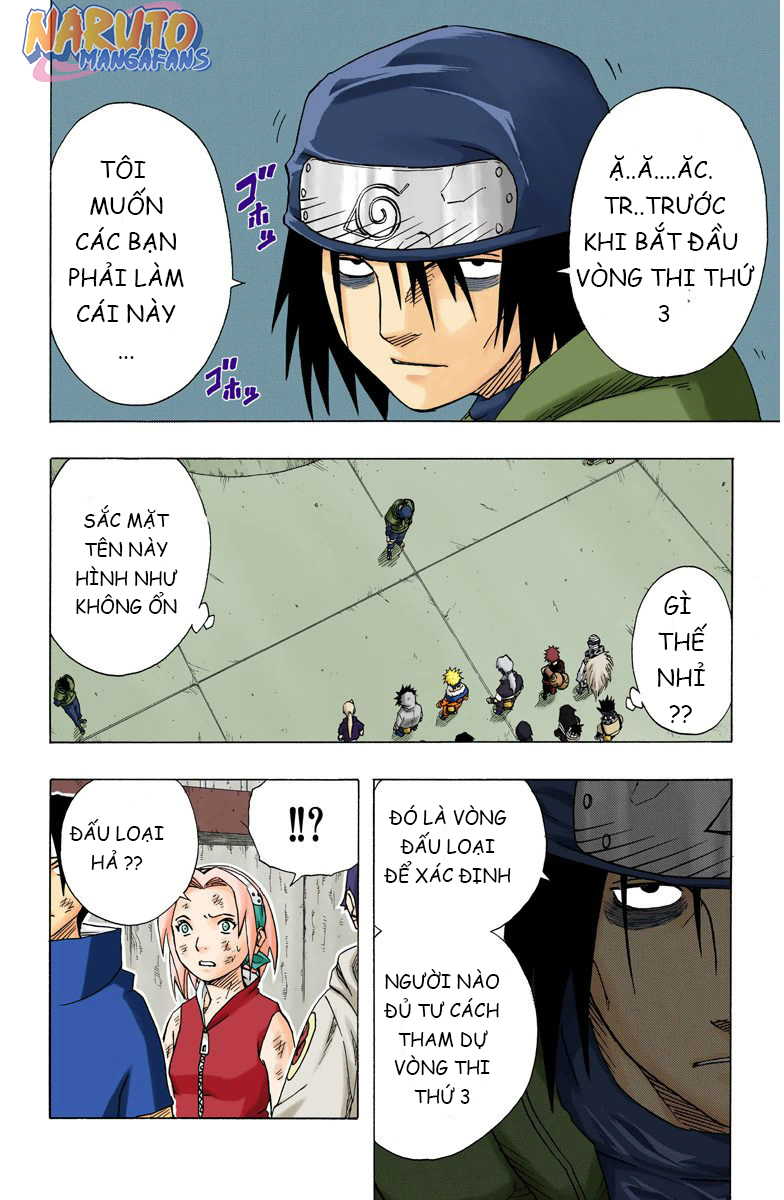 NARUTO
MANGAFANS
Ặ..Ă....ĂC.
TR..TRƯỚC
KHI BẮT ĐẦU
VÒNG THI THỨ
3
TÔI
MUỐN
CÁC BẠN
PHẢI LÀM
CÁI NÀY
...
ゴホッ
ゴホッ
GÌ
THẾ
NHỈ
??
SẮC MẶT
TÊN NÀY
HÌNH NHƯ
KHÔNG ỔN
ĐÓ LÀ VÒNG
ĐẤU LOẠI
ĐỂ XÁC ĐỊNH
NGƯỜI NÀO
ĐỦ TƯ CÁCH
THAM DỰ
VÒNG THI
THỨ 3
!!?
ĐẤU LOẠI
HẢ ??